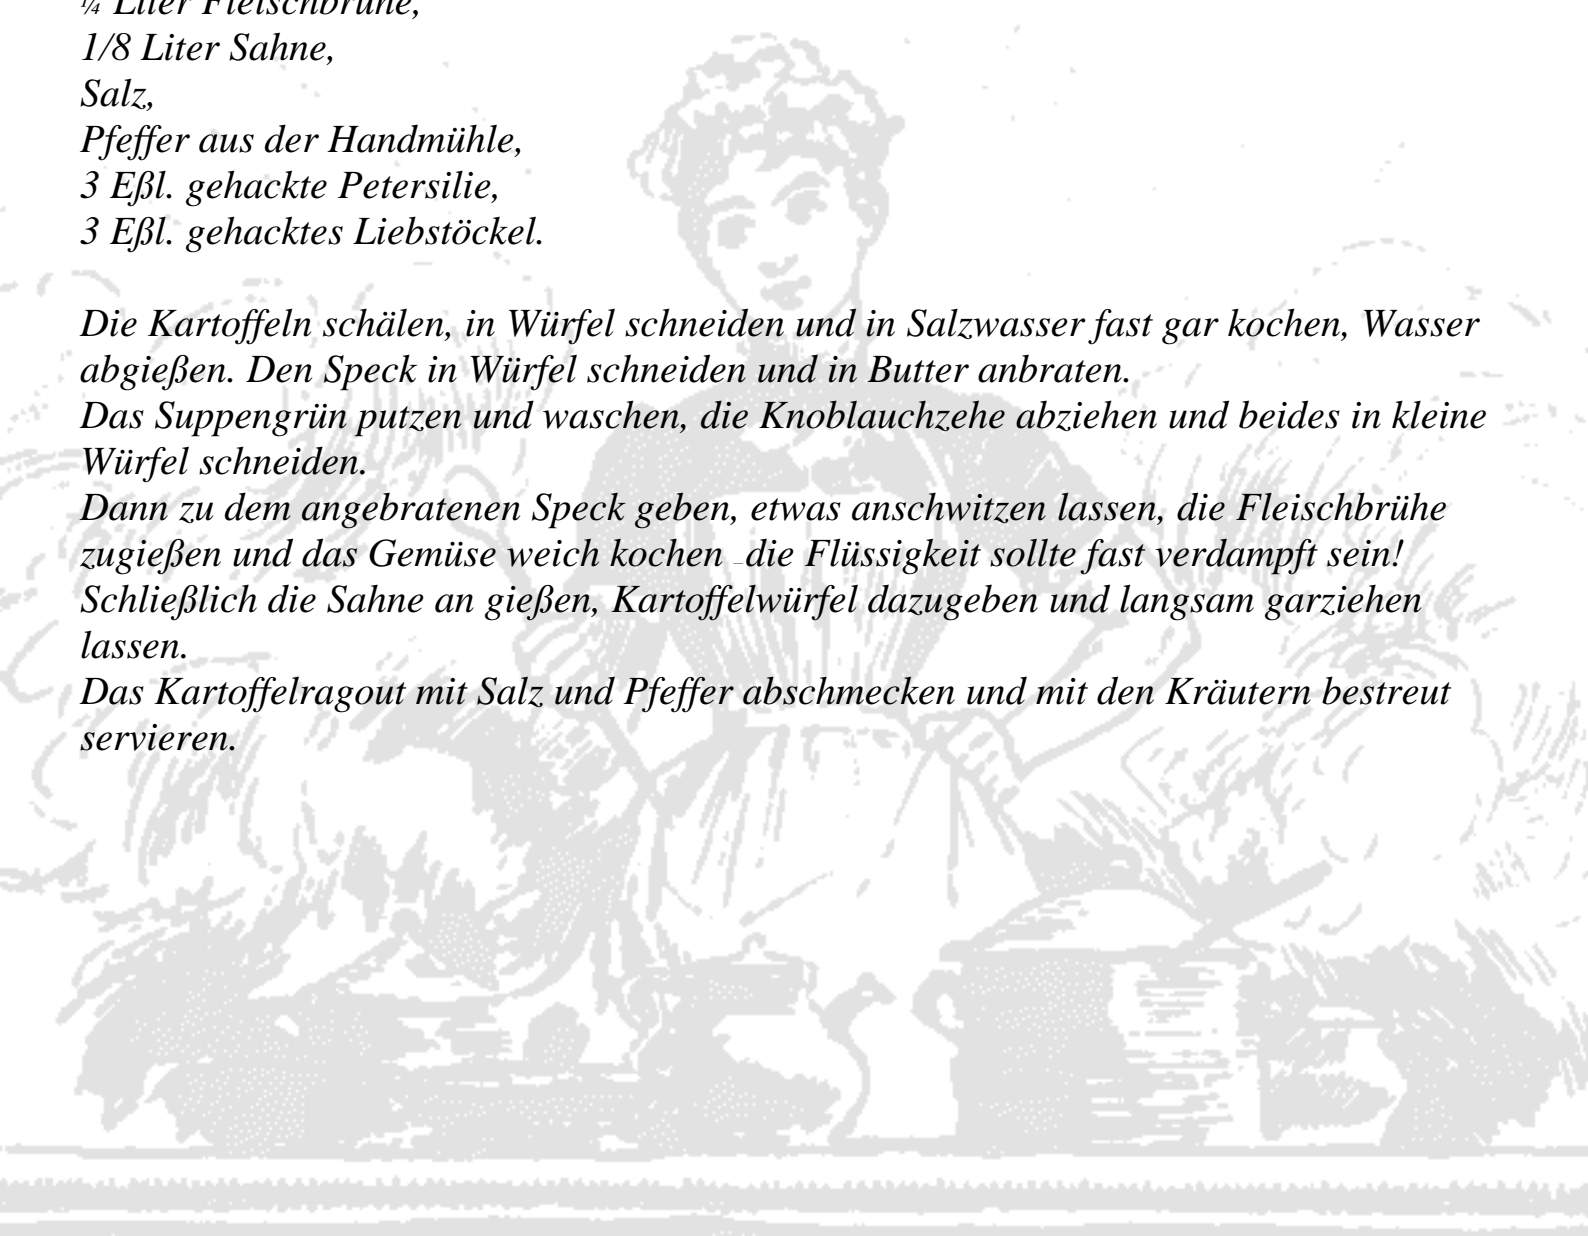 ¼ Liter Fleischbrühe,
1/8 Liter Sahne,
Salz,
Pfeffer aus der Handmühle,
3 Eßl. gehackte Petersilie,
3 Eßl. gehacktes Liebstöckel.
Die Kartoffeln schälen, in Würfel schneiden und in Salzwasser fast gar kochen, Wasser
abgießen. Den Speck in Würfel schneiden und in Butter anbraten.
Das Suppengrün putzen und waschen, die Knoblauchzehe abziehen und beides in kleine
Würfel schneiden.
Dann zu dem angebratenen Speck geben, etwas anschwitzen lassen, die Fleischbrühe
zugießen und das Gemüse weich kochen –die Flüssigkeit sollte fast verdampft sein!
Schließlich die Sahne an gießen, Kartoffelwürfel dazugeben und langsam garziehen
lassen.
Das Kartoffelragout mit Salz und Pfeffer abschmecken und mit den Kräutern bestreut
servieren.